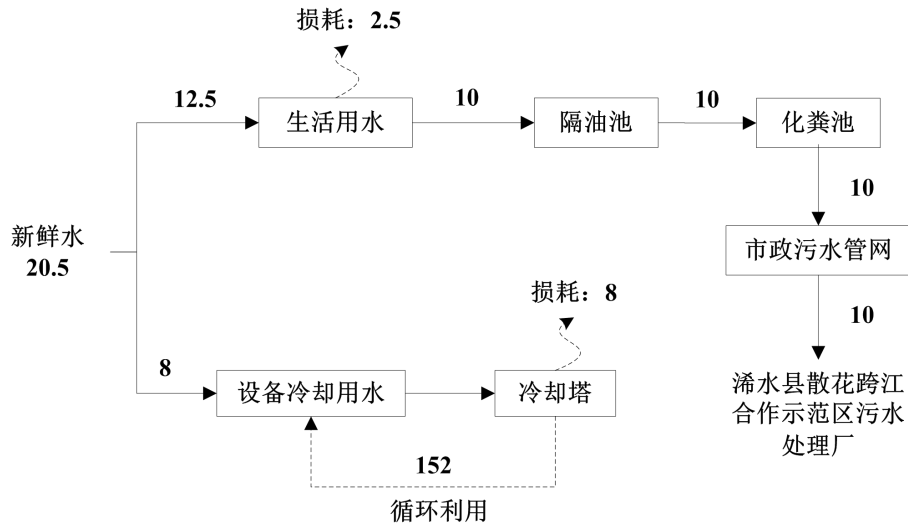 损耗：2.5
12.5
生活用水
10
隔油池
10
化粪池
10
市政污水管网
10
浠水县散花跨江
合作示范区污水
处理厂
新鲜水
20.5
损耗：8
8
设备冷却用水
冷却塔
152
循环利用